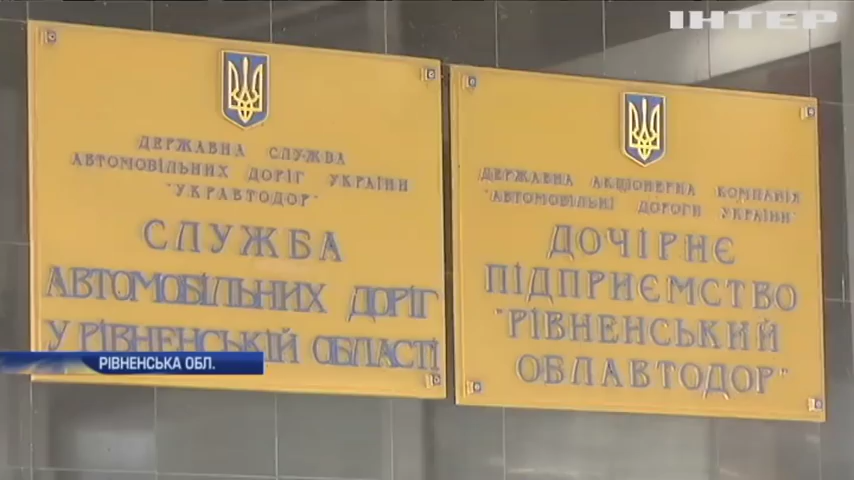 ІНТЕР
ДЕРЖАВНА СЛУЖБА
АВТОМОБІЛЬНИХ ДОРІГ УКРАЇНИ
"УКРАВТОДОР"
СЛУЖБА
АВТОМОБІЛЬНИХ ДОРІГ
У РІВНЕНСЬКІЙ ОБЛАСТІ
ДЕРЖАВНА АКЦІОНЕРНА КОМПАНІЯ
"АВТОМОБІЛЬНІ ДОРОГИ УКРАЇНИ"
ДОЧІРНЄ
ПІДПРИЄМСТВО
"РІВНЕНСЬКИЙ
ОБЛАВТОДОР"
РІВНЕНСЬКА ОБЛ.